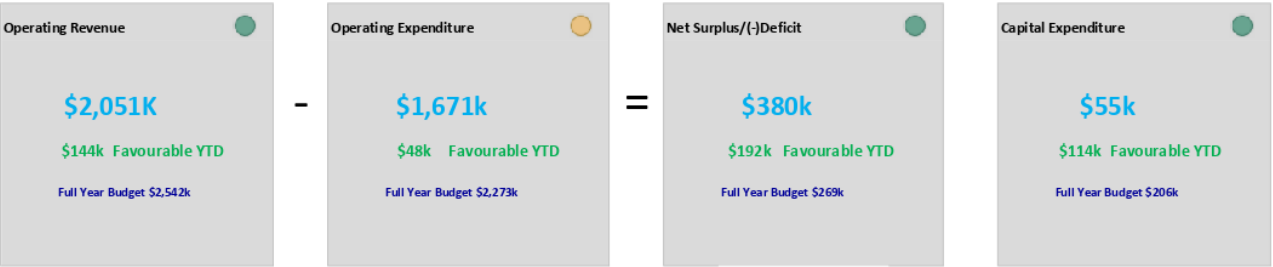 Operating Revenue
$2,051K
$144k Favourable YTD
Full Year Budget $2,542k
-
Operating Expenditure
$1,671k
$48k Favourable YTD
Full Year Budget $2,273k
=
Net Surplus/(-)Deficit
$380k
$192k Favourable YTD
Full Year Budget $269k
Capital Expenditure
$55k
$114k Favourable YTD
Full Year Budget $206k